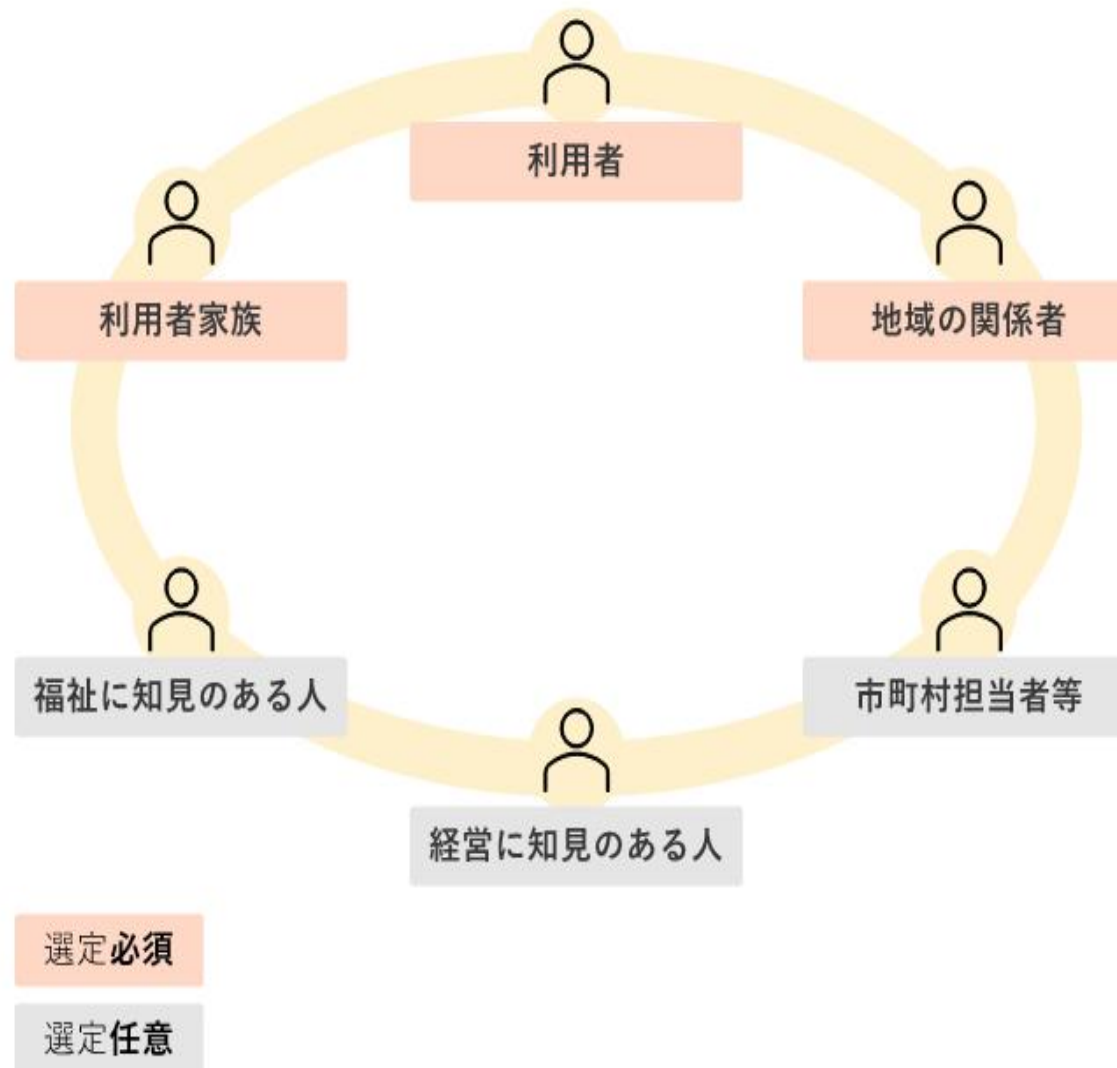 利用者
利用者家族
地域の関係者
福祉に知見のある人
市町村担当者等
経営に知見のある人
選定必須
選定任意